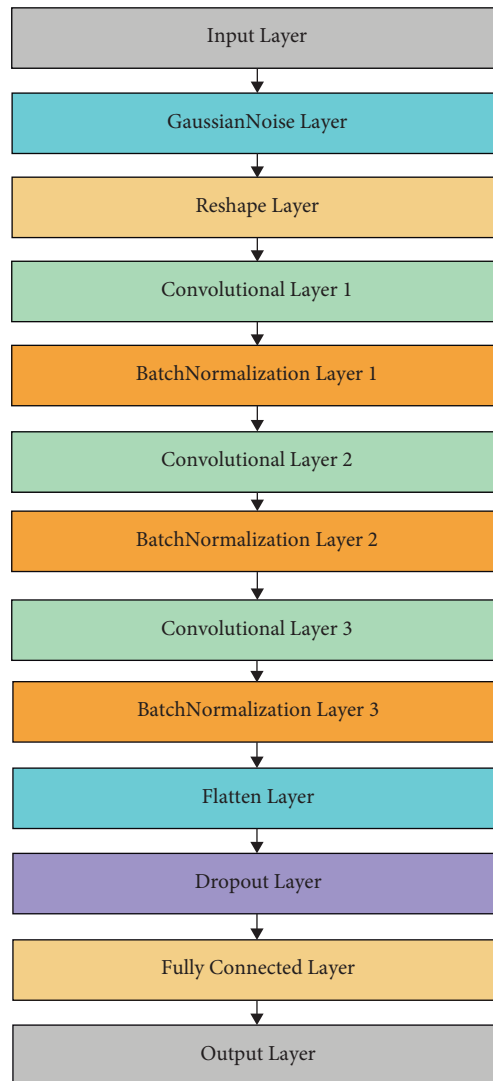 Input Layer
GaussianNoise Layer
Reshape Layer
Convolutional Layer 1
BatchNormalization Layer 1
Convolutional Layer 2
BatchNormalization Layer 2
Convolutional Layer 3
BatchNormalization Layer 3
Flatten Layer
Dropout Layer
Fully Connected Layer
Output Layer